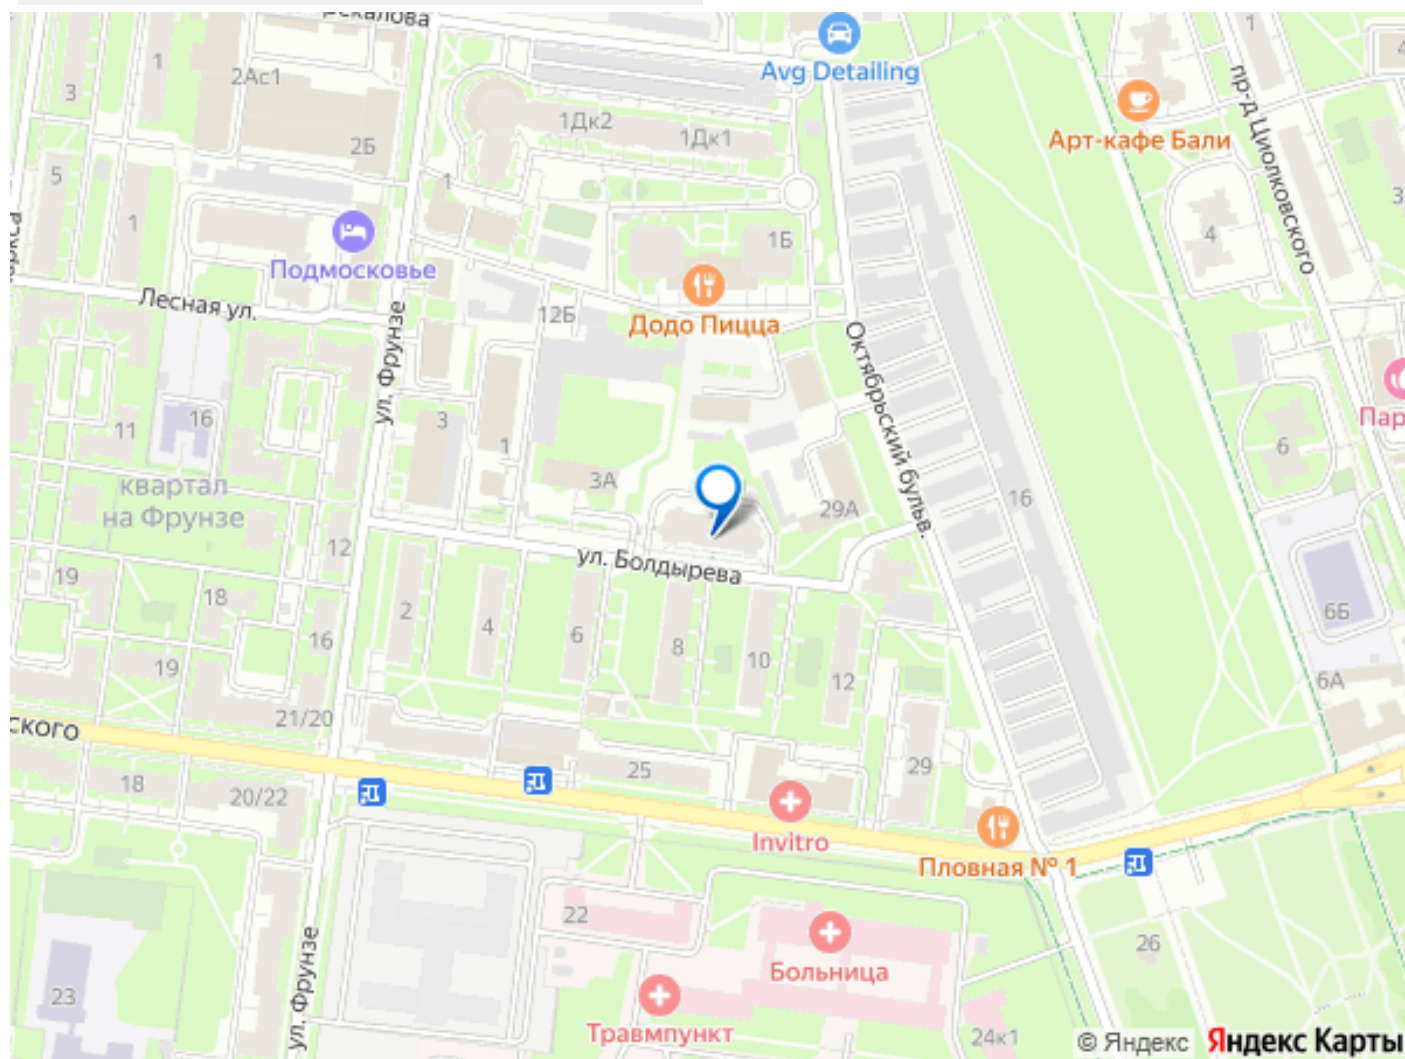 Avg Detailing
1
1
2Ас1
3
1Дк2
1Дк1
Арт-кафе Бали
пр-д Циолковского
2Б
5
1
1
4
3
1Б
Подмосковье
Лесная ул.
12Б
Додо Пицца
ул. Фрунзе
Октябрьский бульв.
11
16
3
1
6
Пар
квартал
на Фрунзе
3А
29А
16
12
ул. Болдырева
19
18
2
4
6
8
10
12
16
6Б
19
6А
21/20
ского
25
29
18
20/22
Invitro
Пловная № 1
22
Больница
26
23
ул. Фрунзе
Травмпункт
24к1
© Яндекс Яндекс Карты